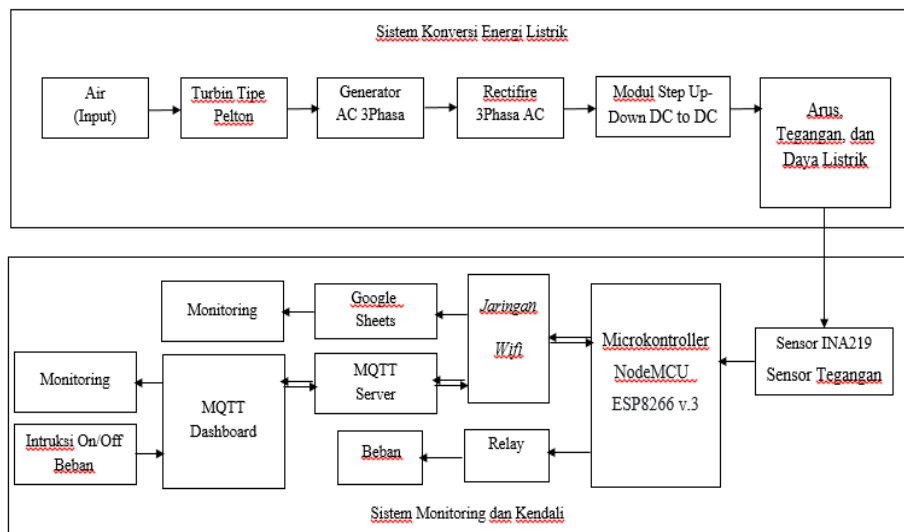 Sistem Konversi Energi Listrik
Air
(Input)
Turbin Tipe
Pelton
Generator
AC 3Phasa
Rectifire
3Phasa AC
Modul Step Up-
Down DC to DC
Arus,
Tegangan, dan
Daya Listrik
Monitoring
Google
Sheets
Jaringan
Wifi
Microkontroller
NodeMCU
ESP8266 v.3
Sensor INA219
Sensor Tegangan
Monitoring
MQTT
Dashboard
MQTT
Server
Intruksi On/Off
Beban
Beban
Relay
Sistem Monitoring dan Kendali